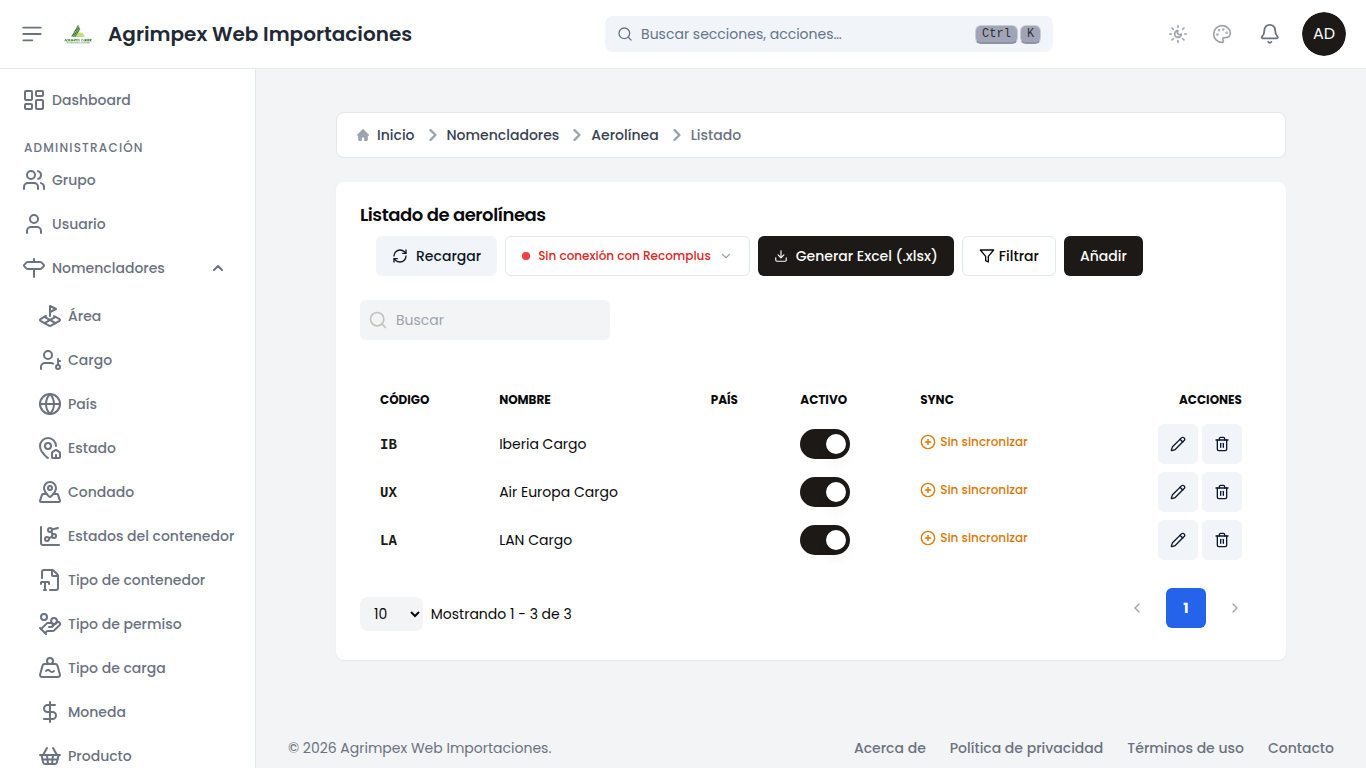 Agrimpex Web Importaciones
Buscar secciones, acciones...
Ctrl K
AD
Dashboard
ADMINISTRACIÓN
Grupo
Usuario
Nomencladores
Área
Cargo
País
Estado
Condado
Estados del contenedor
Tipo de contenedor
Tipo de permiso
Tipo de carga
Moneda
Producto
Inicio
Nomencladores
Aerolínea
Listado
Listado de aerolíneas
Recargar
Sin conexión con Recomplus
Generar Excel (.xlsx)
Filtrar
Añadir
Buscar
CÓDIGO NOMBRE PAÍS ACTIVO SYNC ACCIONES
IB Iberia Cargo Sin sincronizar
UX Air Europa Cargo Sin sincronizar
LA LAN Cargo Sin sincronizar
10 Mostrando 1 - 3 de 3
1
© 2026 Agrimpex Web Importaciones.
Acerca de Política de privacidad Términos de uso Contacto